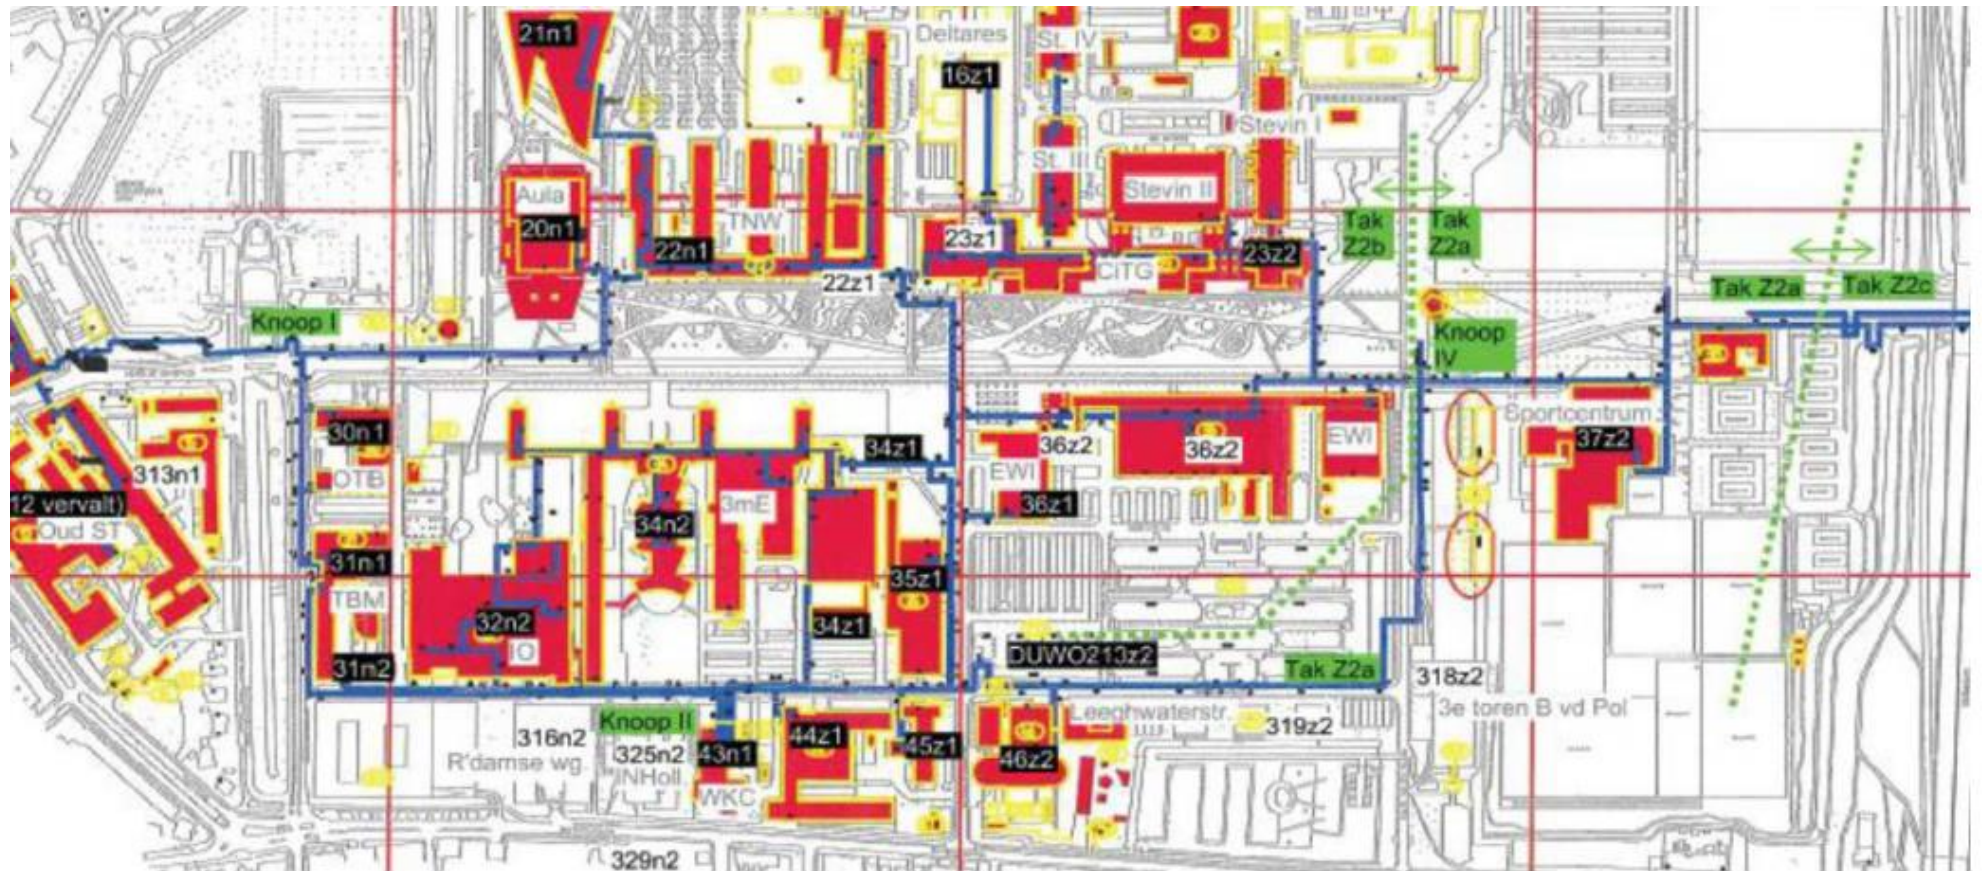 21n1
Deltares
St. IV
16z1
Stevin I
St. III
Stevin II
Aula
20n1
TNW
22n1
23z1
23z2
CiTG
22z1
Tak
Z2b
Tak
Z2a
Tak Z2a
Tak Z2c
Knoop I
Knoop
IV
30n1
OTB
313n1
12 vervalt)
Oud ST
34z1
36z2
36z2
EWI
EWI
36z1
Sportcentrum
37z2
34n2
3mE
31n1
TBM
31n2
32n2
IO
35z1
34z1
DUWO213z2
Tak Z2a
318z2
3e toren B vd Pol
Knoop II
316n2
R'damse wg.
325n2
INHoll.
43n1
WKC
44z1
45z1
46z2
Leeghwaterstr.
319z2
329n2